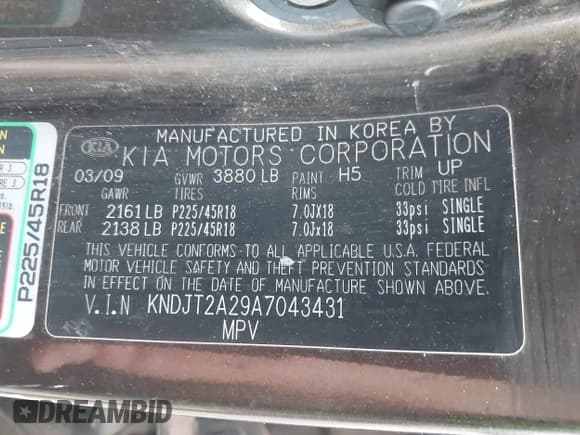 MANUFACTURED IN KOREA BY
KIA KIA MOTORS CORPORATION
03/09 GVWR 3880 LB PAINT H5 TRIM UP
GAWR TIRES RIMS COLD TIRE INFL
FRONT 2161 LB P225/45R18 7.0JX18 33psi SINGLE
REAR 2138 LB P225/45R18 7.0Jx18 33psi SINGLE
THIS VEHICLE CONFORMS TO ALL APPLICABLE U.S.A. FEDERAL
MOTOR VEHICLE SAFETY AND THEFT PREVENTION STANDARDS
IN EFFECT ON THE DATE OF MANUFACTURE SHOWN ABOVE.
V.I.N KNDJT2A29A7043431
MPV
P225/45R18
DREAMBID